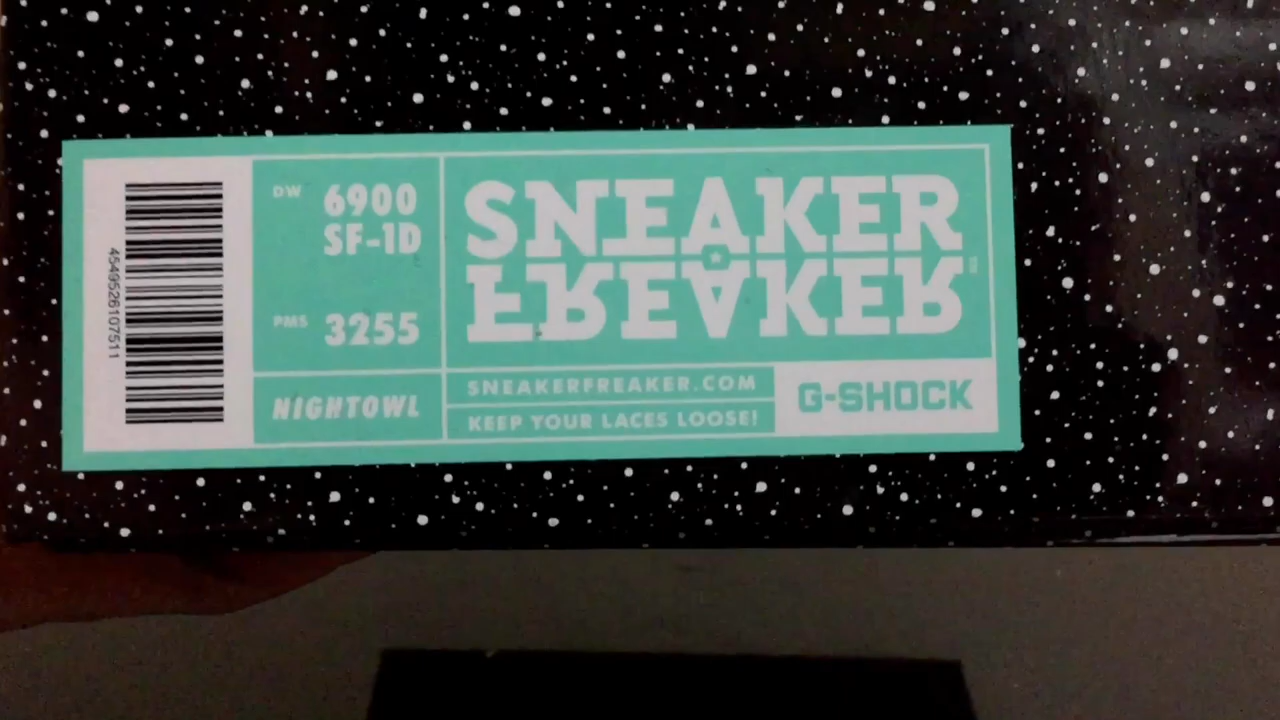 4549526107511
DW 6900
SF-1D
PMS 3255
NIGHTOWL
SNEAKER
FREAKER
SNEAKERFREAKER.COM
KEEP YOUR LACES LOOSE!
G-SHOCK